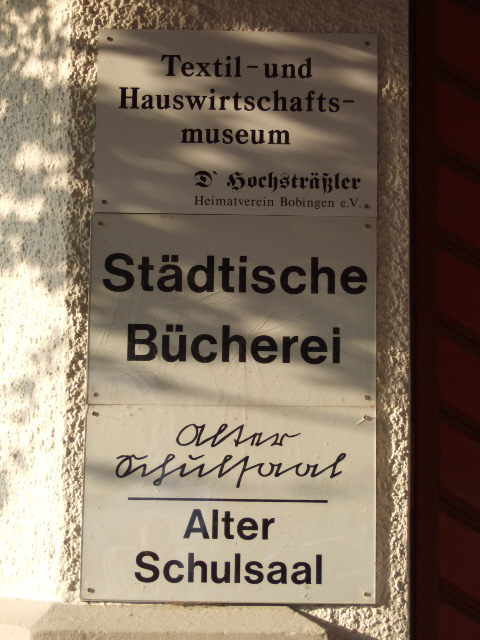 Textil-und
Hauswirtschafts-
museum
D' Hochsträßler
Heimatverein Bobingen e.V.
Städtische
Bücherei
Alter
Schulsaal
Alter
Schulsaal